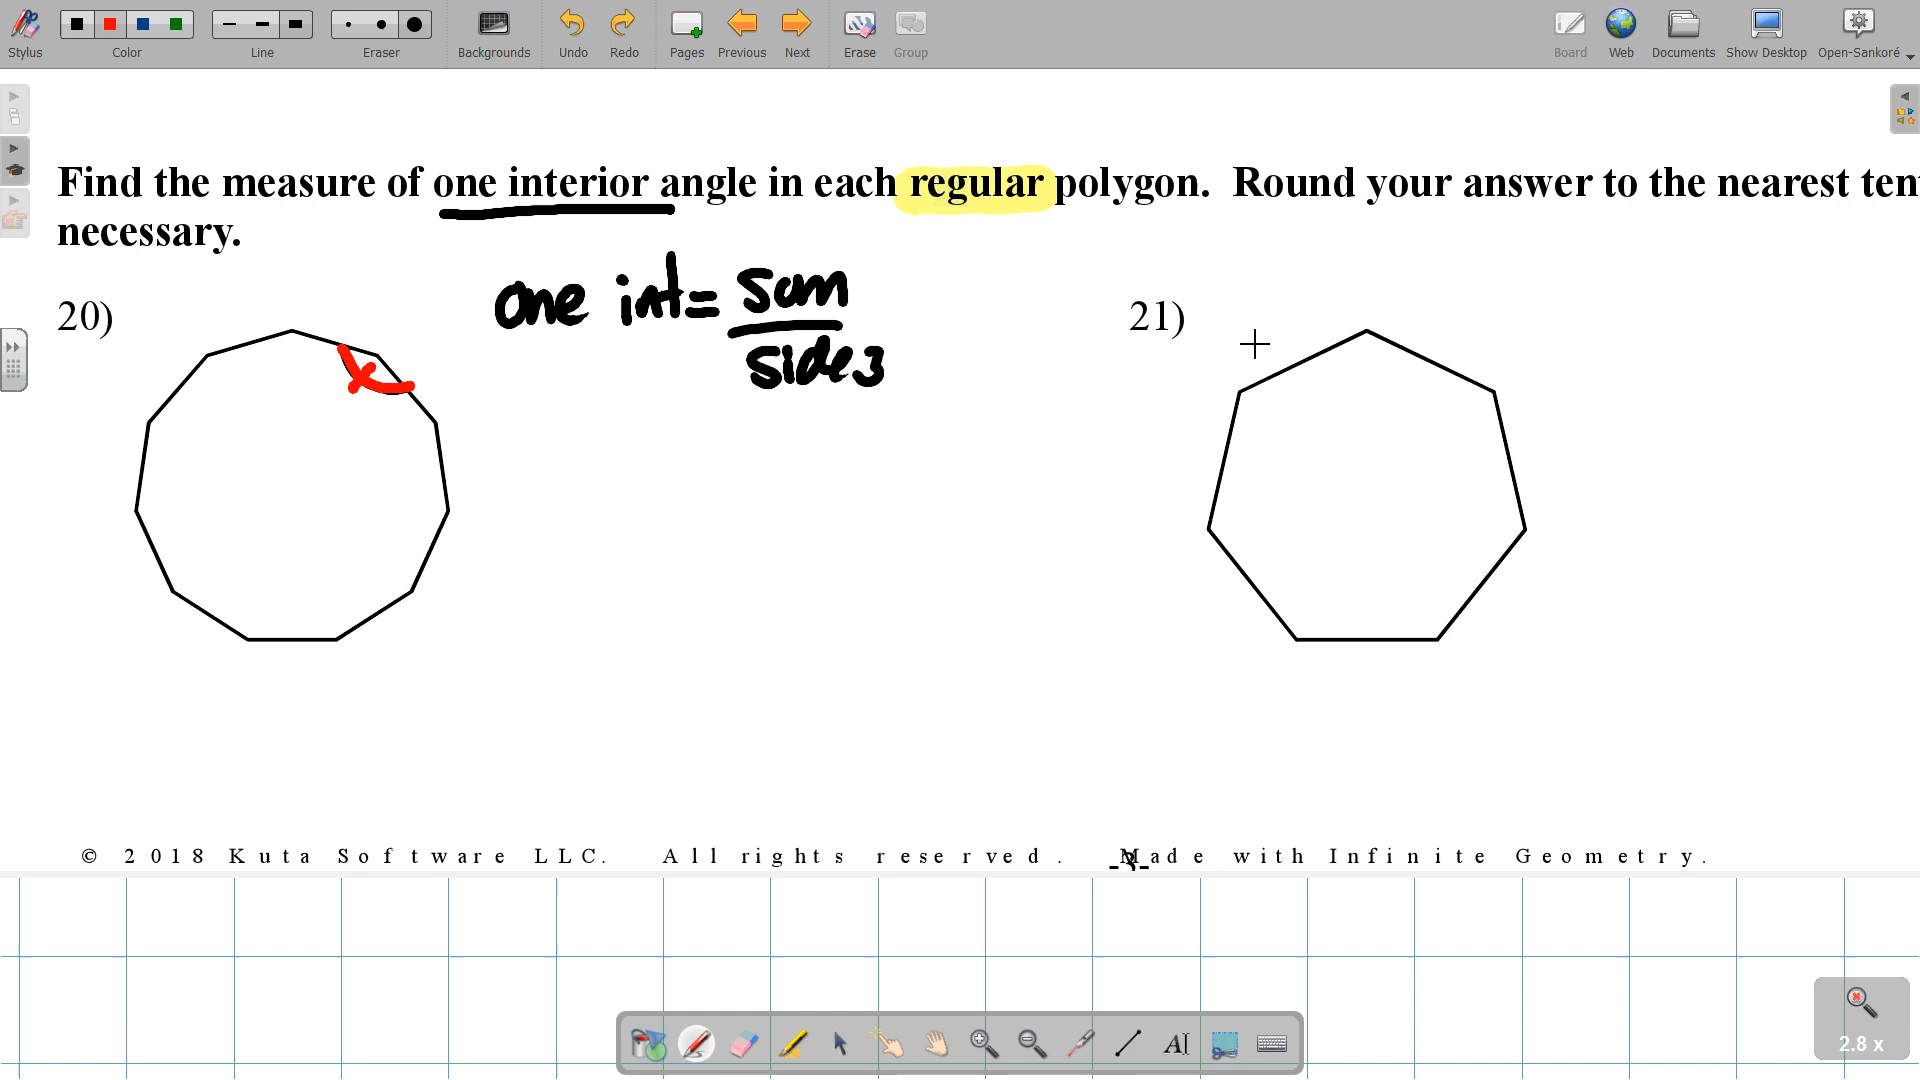 Stylus Color Line Eraser Backgrounds Undo Redo Pages Previous Next Erase Group Board Web Documents Show Desktop Open-Sankoré
Find the measure of one interior angle in each regular polygon. Round your answer to the nearest ten
necessary.
one int = sum
sides
20)
21)
x
© 2018 Kuta Software LLC. All rights reserved. Made with Infinite Geometry.
AI
2.8 x